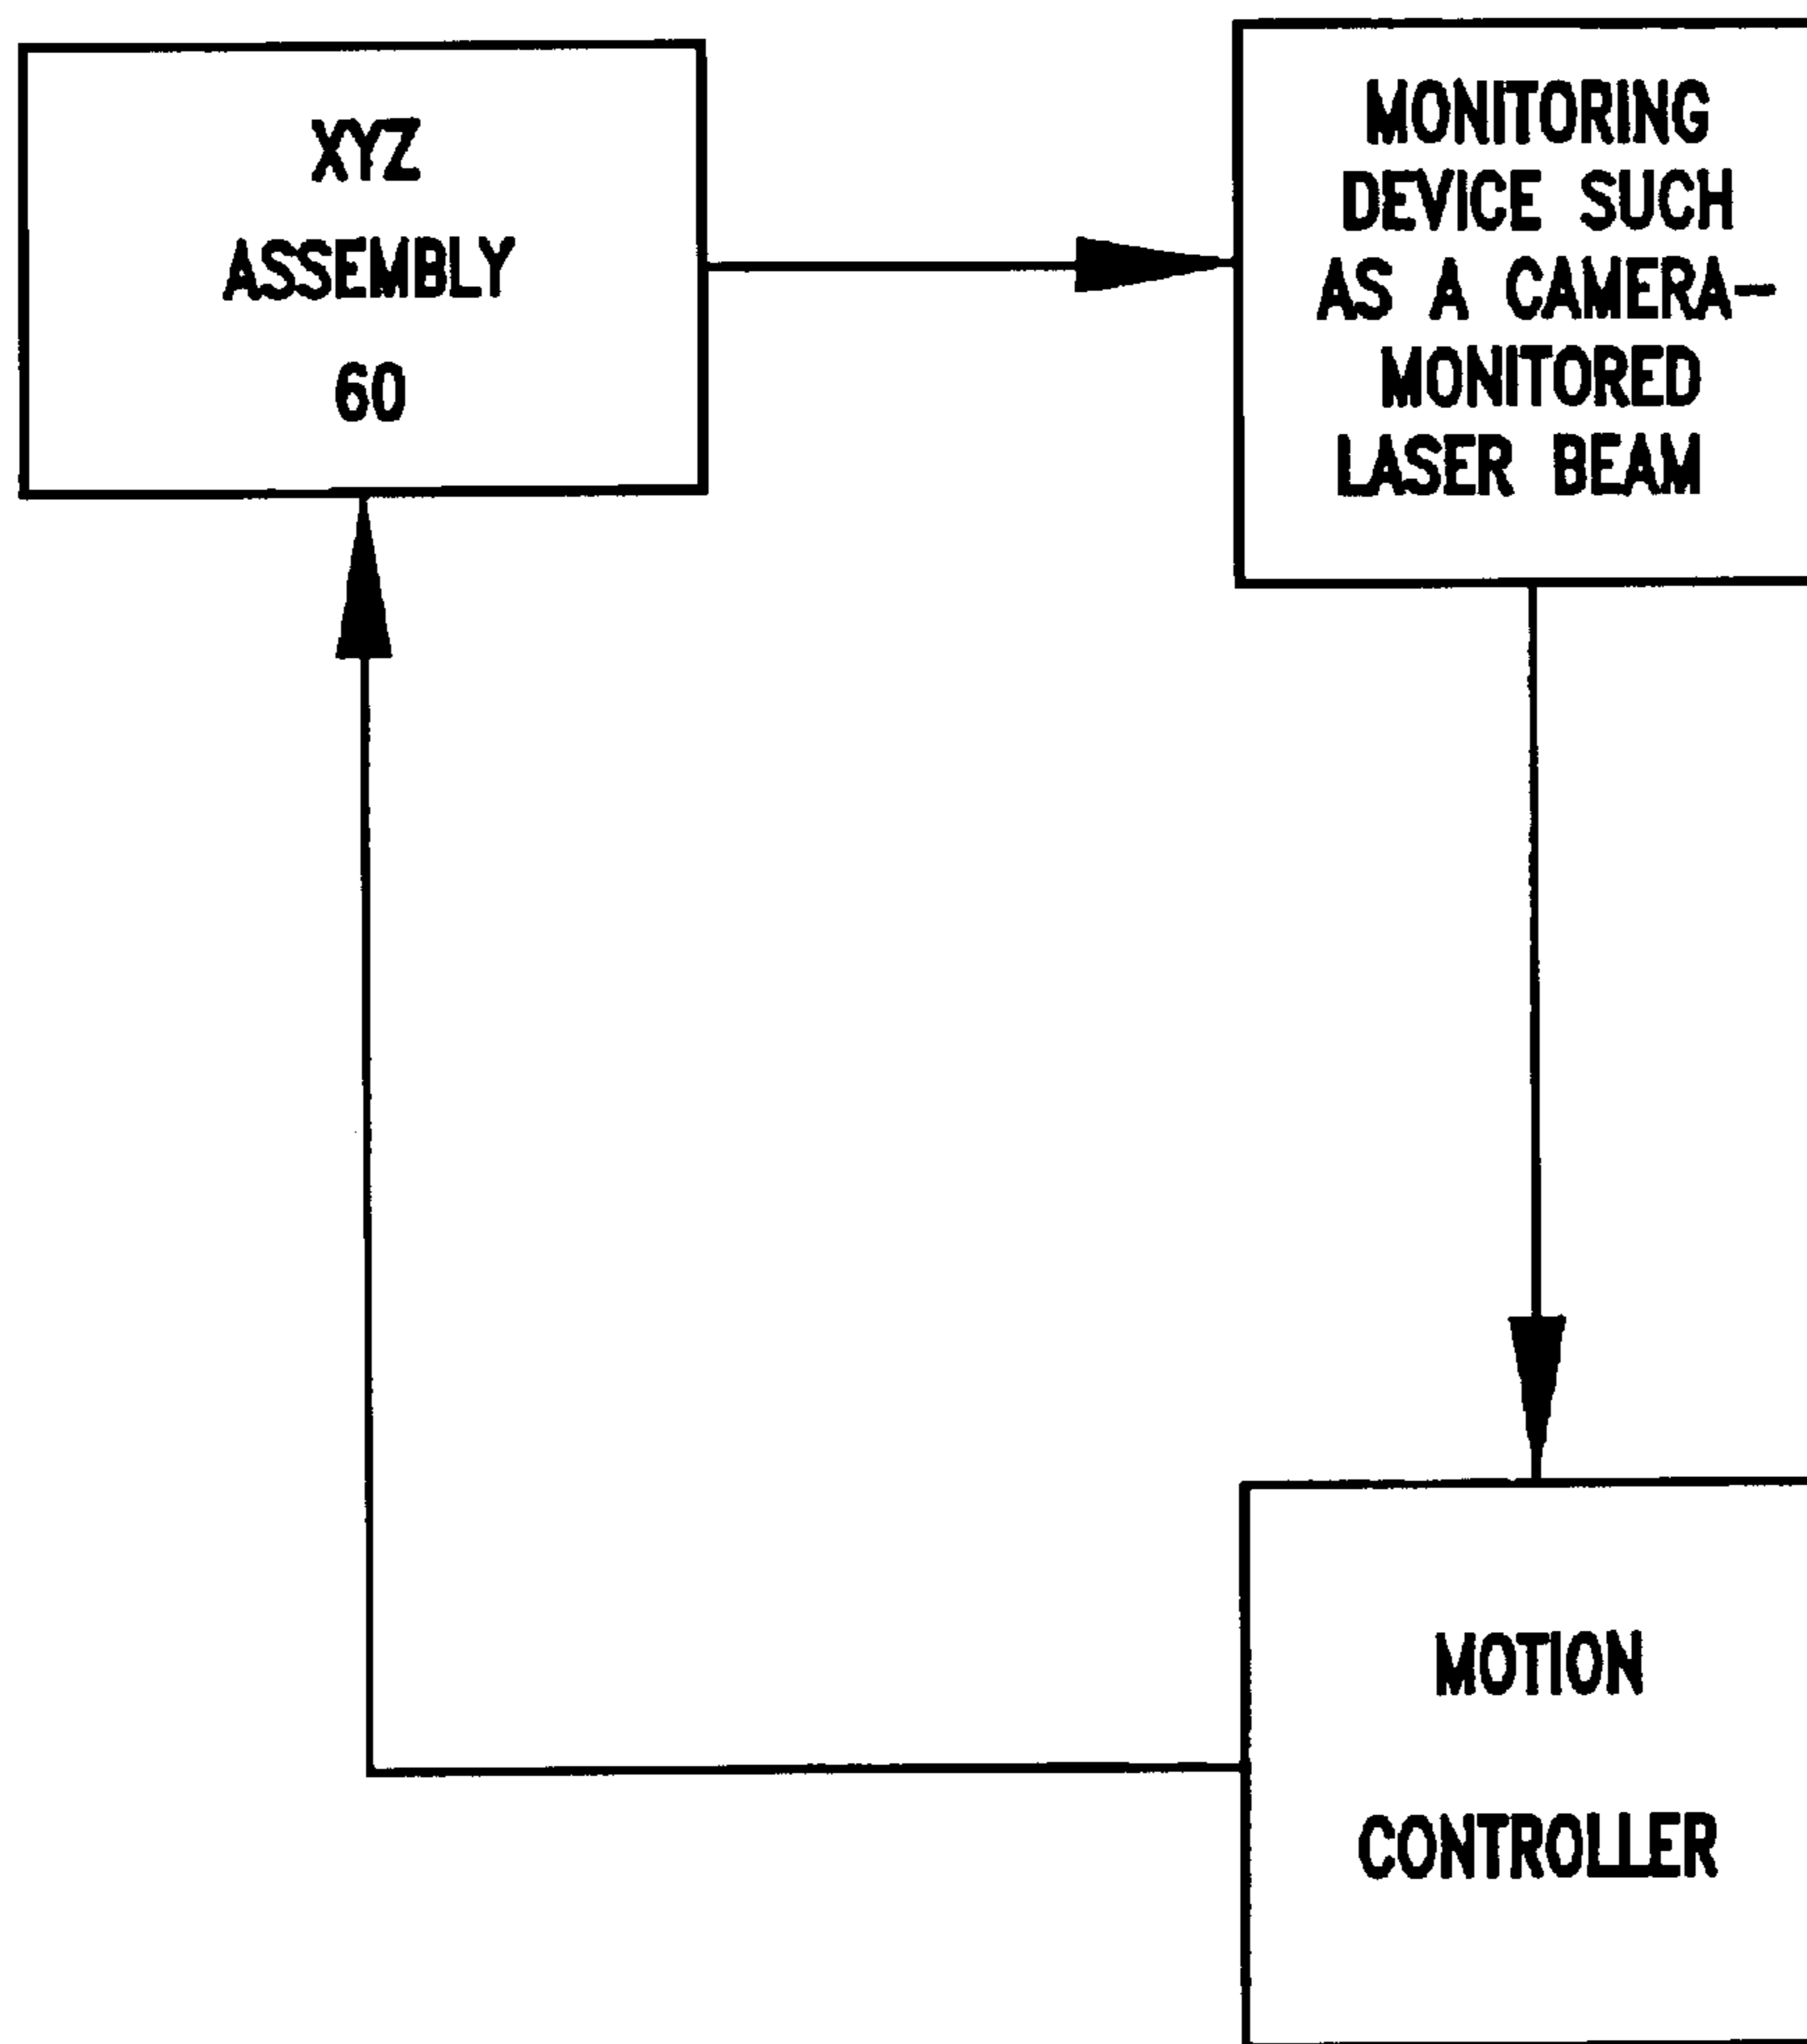 XYZ
ASSEMBLY
60
MONITORING
DEVICE SUCH
AS A CAMERA-
MONITORED
LASER BEAM
MOTION
CONTROLLER